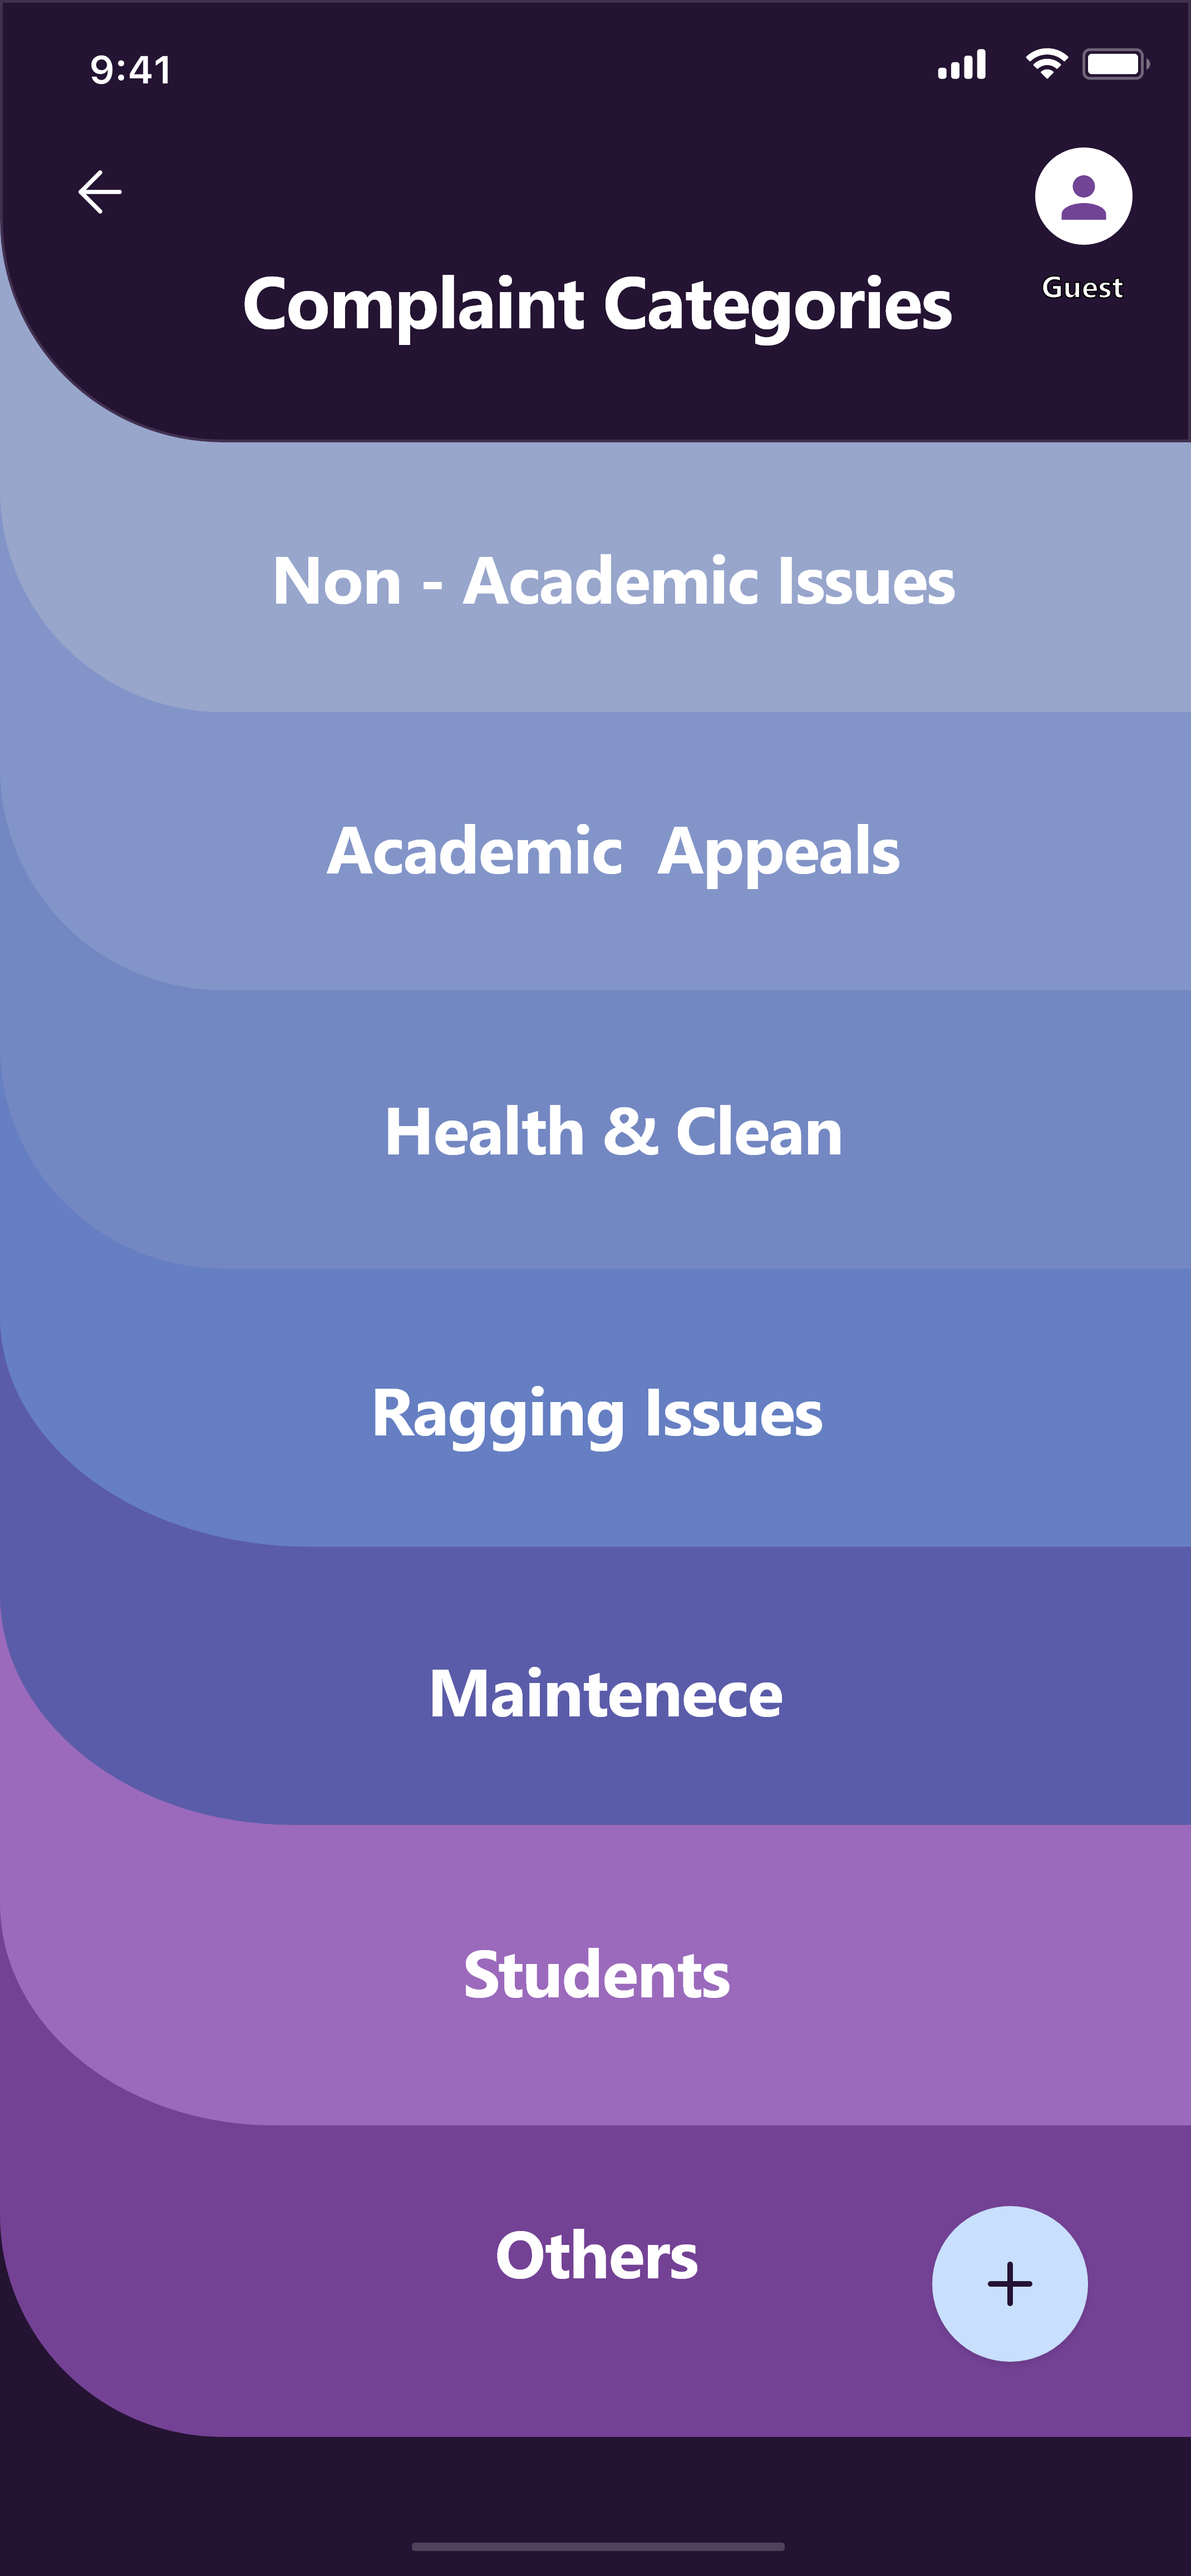 9:41
Guest
Complaint Categories
Non - Academic Issues
Academic  Appeals
Health & Clean
Ragging Issues
Maintenece
Students
Others